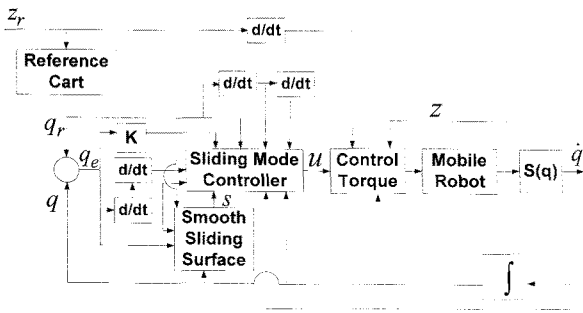 z_r
d/dt
Reference
Cart
d/dt
d/dt
q_r
K
z
q_e
d/dt
Sliding Mode
Controller
u
Control
Torque
Mobile
Robot
S(q)
q̇
q
d/dt
s
Smooth
Sliding
Surface
∫